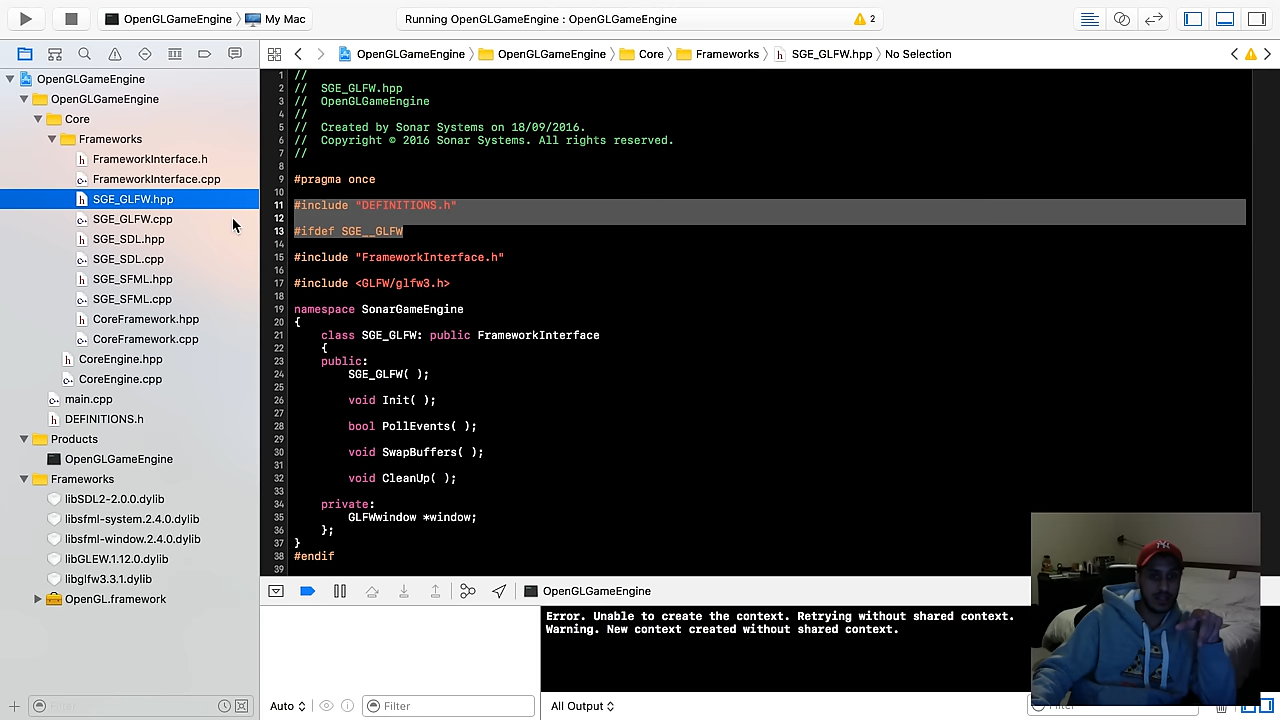 OpenGLGameEngine My Mac
Running OpenGLGameEngine : OpenGLGameEngine
2
OpenGLGameEngine OpenGLGameEngine Core Frameworks SGE_GLFW.hpp No Selection
OpenGLGameEngine
OpenGLGameEngine
Core
Frameworks
FrameworkInterface.h
FrameworkInterface.cpp
SGE_GLFW.hpp
SGE_GLFW.cpp
SGE_SDL.hpp
SGE_SDL.cpp
SGE_SFML.hpp
SGE_SFML.cpp
CoreFramework.hpp
CoreFramework.cpp
CoreEngine.hpp
CoreEngine.cpp
main.cpp
DEFINITIONS.h
Products
OpenGLGameEngine
Frameworks
libSDL2-2.0.0.dylib
libsfml-system.2.4.0.dylib
libsfml-window.2.4.0.dylib
libGLEW.1.12.0.dylib
libglfw3.3.1.dylib
OpenGL.framework
Filter
1 //
2 // SGE_GLFW.hpp
3 // OpenGLGameEngine
4 //
5 // Created by Sonar Systems on 18/09/2016.
6 // Copyright © 2016 Sonar Systems. All rights reserved.
7 //
8
9 #pragma once
10
11 #include "DEFINITIONS.h"
12
13 #ifdef SGE__GLFW
14
15 #include "FrameworkInterface.h"
16
17 #include <GLFW/glfw3.h>
18
19 namespace SonarGameEngine
20 {
21 class SGE_GLFW: public FrameworkInterface
22 {
23 public:
24 SGE_GLFW( );
25
26 void Init( );
27
28 bool PollEvents( );
29
30 void SwapBuffers( );
31
32 void CleanUp( );
33
34 private:
35 GLFWwindow *window;
36 };
37 }
38 #endif
39
OpenGLGameEngine
Error. Unable to create the context. Retrying without shared context.
Warning. New context created without shared context.
Auto Filter
All Output